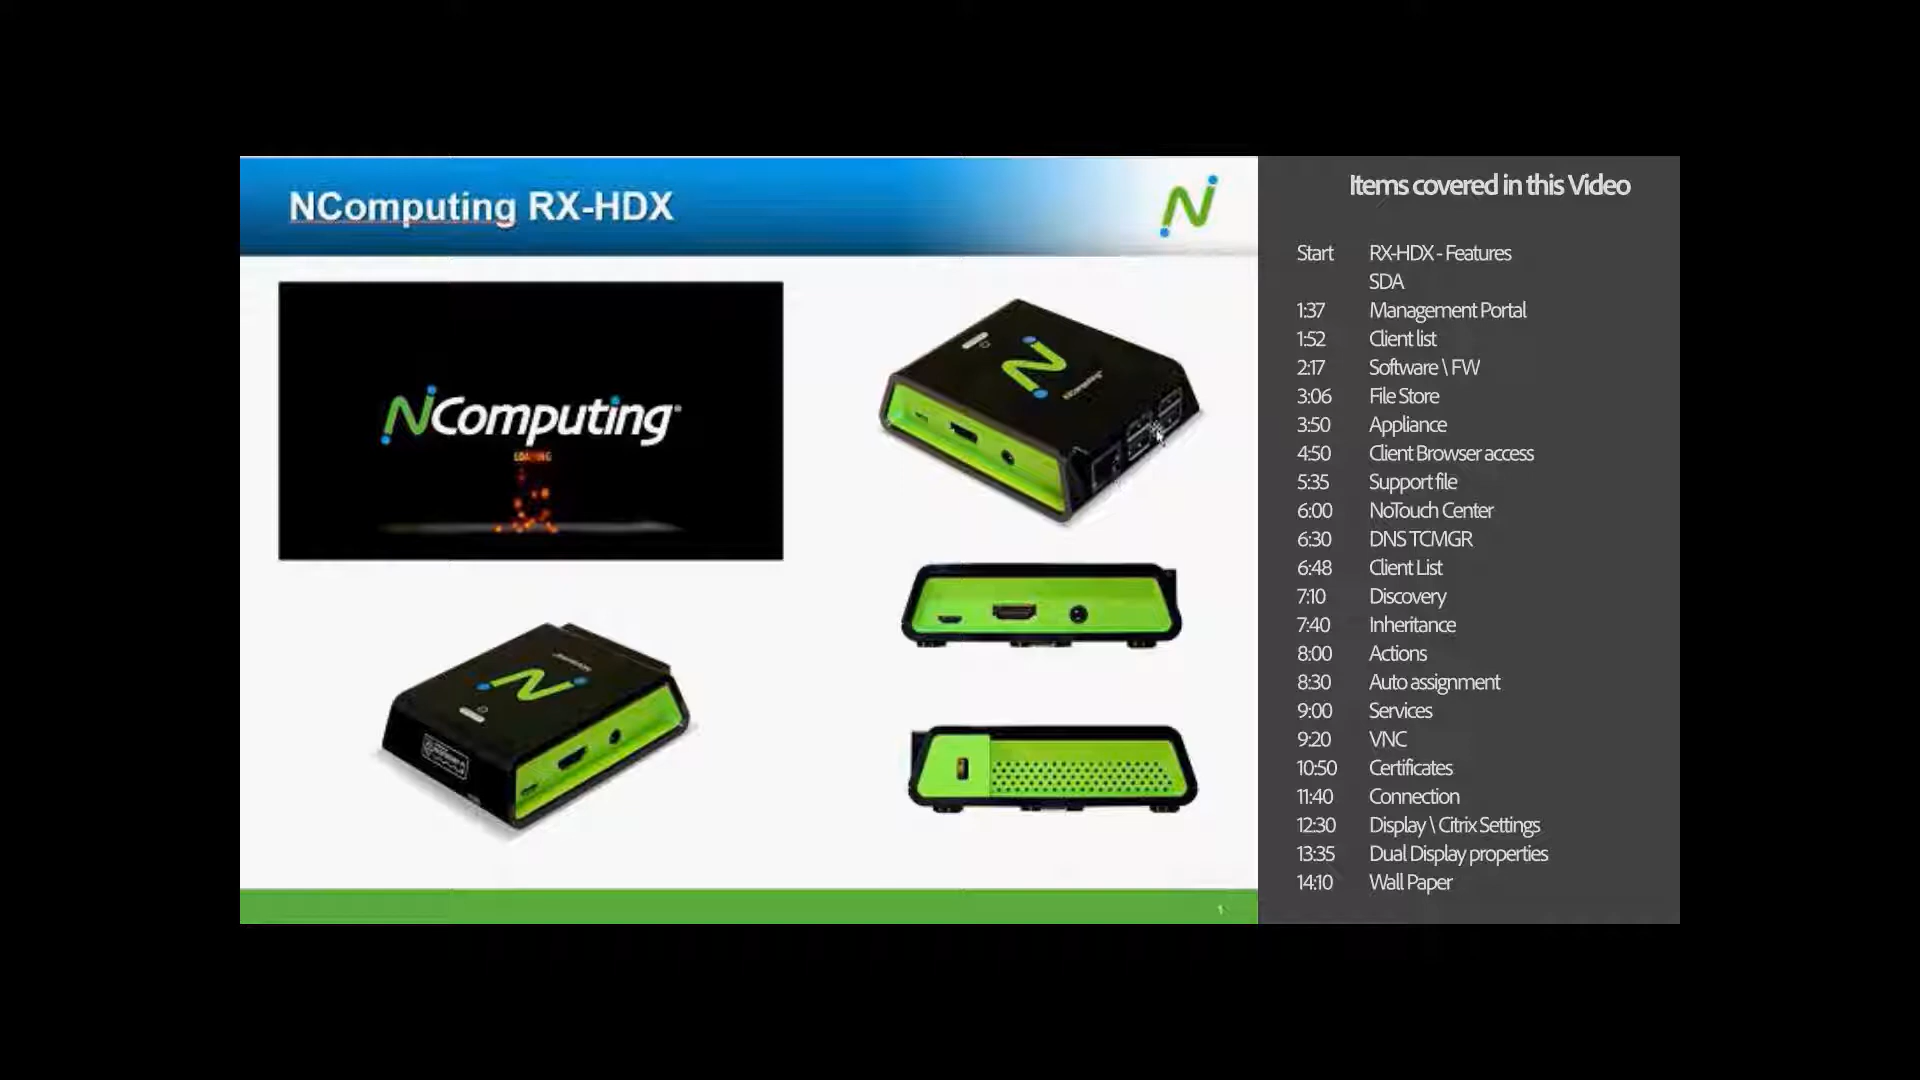 NComputing RX-HDX
NComputing
LOADING
NComputing
Items covered in this Video
Start RX-HDX - Features
SDA
1:37 Management Portal
1:52 Client list
2:17 Software \ FW
3:06 File Store
3:50 Appliance
4:50 Client Browser access
5:35 Support file
6:00 NoTouch Center
6:30 DNS TCMGR
6:48 Client List
7:10 Discovery
7:40 Inheritance
8:00 Actions
8:30 Auto assignment
9:00 Services
9:20 VNC
10:50 Certificates
11:40 Connection
12:30 Display \ Citrix Settings
13:35 Dual Display properties
14:10 Wall Paper
1